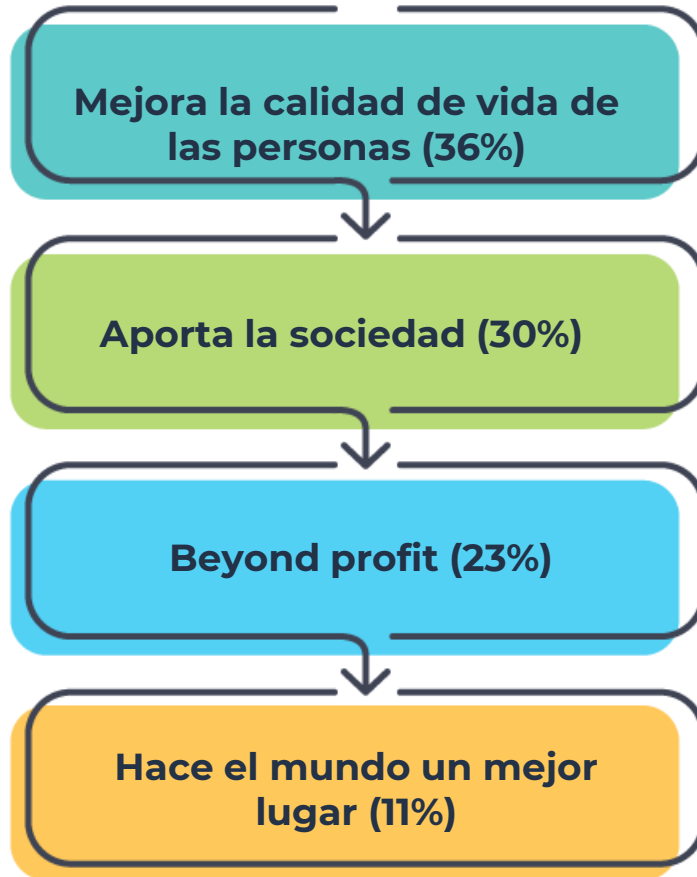 Mejora la calidad de vida de
las personas (36%)
Aporta la sociedad (30%)
Beyond profit (23%)
Hace el mundo un mejor
lugar (11%)